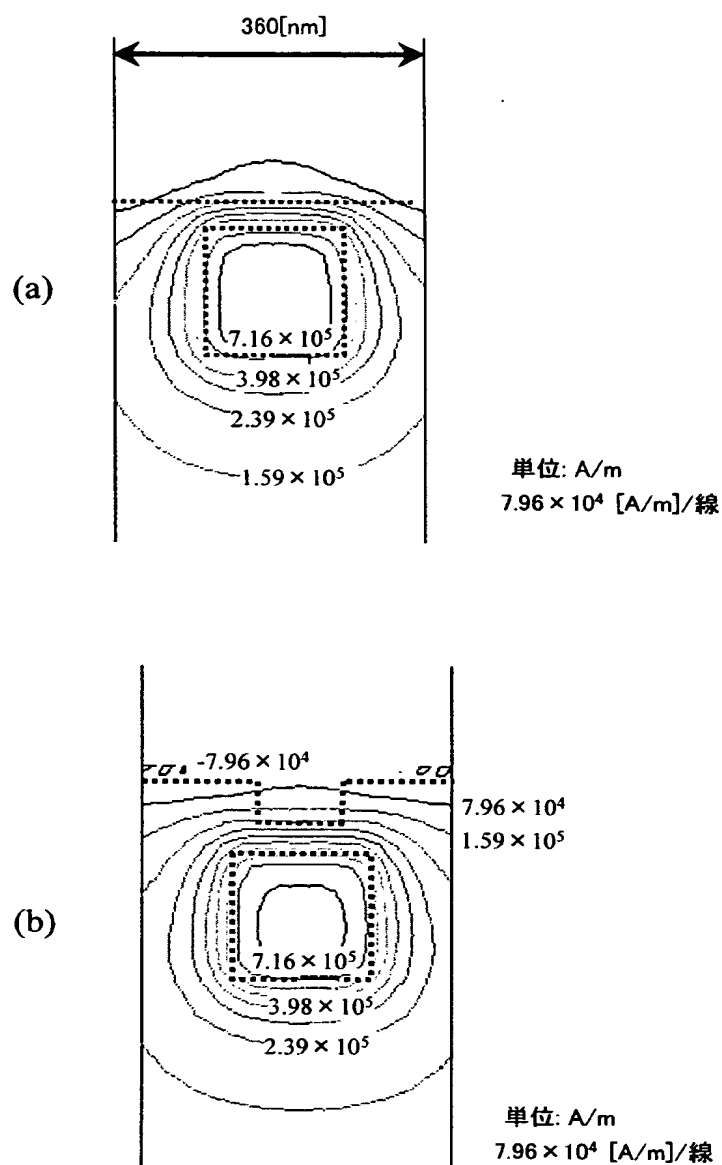 360[nm]
(a)
7.16 × 10⁵
3.98 × 10⁵
2.39 × 10⁵
1.59 × 10⁵
単位: A/m
7.96 × 10⁴ [A/m]/線
-7.96 × 10⁴
7.96 × 10⁴
1.59 × 10⁵
(b)
7.16 × 10⁵
3.98 × 10⁵
2.39 × 10⁵
単位: A/m
7.96 × 10⁴ [A/m]/線